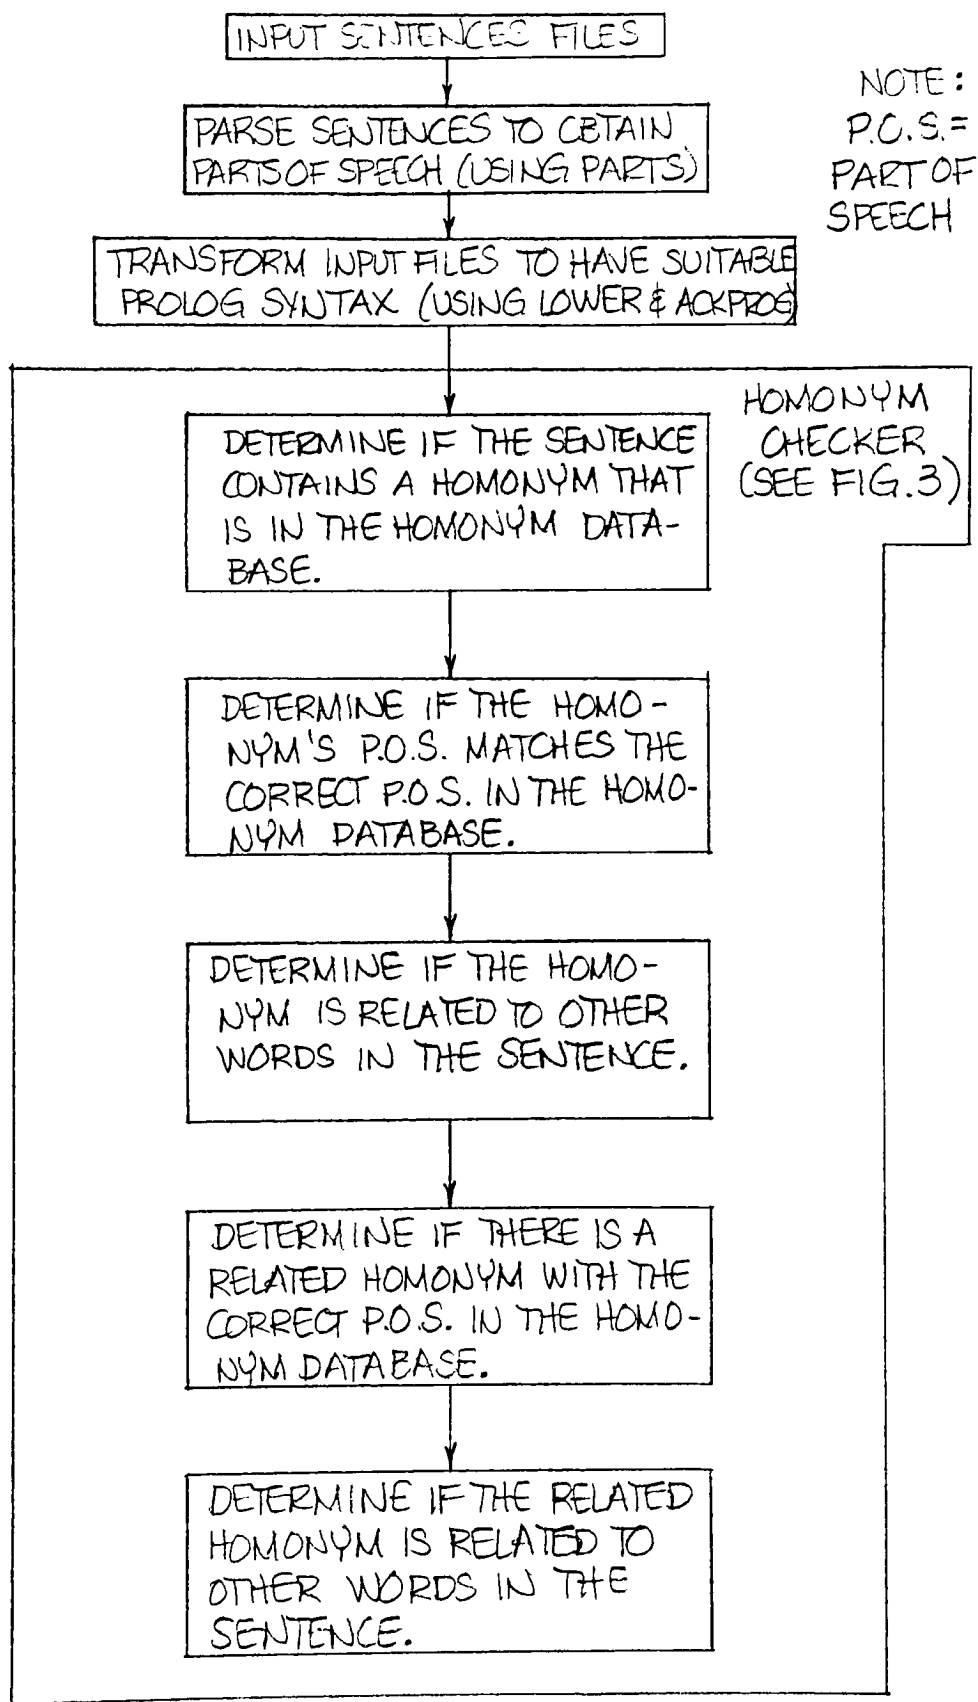 INPUT SENTENCES FILES
NOTE:
P.O.S.=
PART OF
SPEECH
PARSE SENTENCES TO OBTAIN
PARTS OF SPEECH (USING PARTS)
TRANSFORM INPUT FILES TO HAVE SUITABLE
PROLOG SYNTAX (USING LOWER & ACKPROG)
HOMONYM
CHECKER
(SEE FIG.3)
DETERMINE IF THE SENTENCE
CONTAINS A HOMONYM THAT
IS IN THE HOMONYM DATA-
BASE.
DETERMINE IF THE HOMO-
NYM'S P.O.S. MATCHES THE
CORRECT P.O.S. IN THE HOMO-
NYM DATABASE.
DETERMINE IF THE HOMO-
NYM IS RELATED TO OTHER
WORDS IN THE SENTENCE.
DETERMINE IF THERE IS A
RELATED HOMONYM WITH THE
CORRECT P.O.S. IN THE HOMO-
NYM DATABASE.
DETERMINE IF THE RELATED
HOMONYM IS RELATED TO
OTHER WORDS IN THE
SENTENCE.